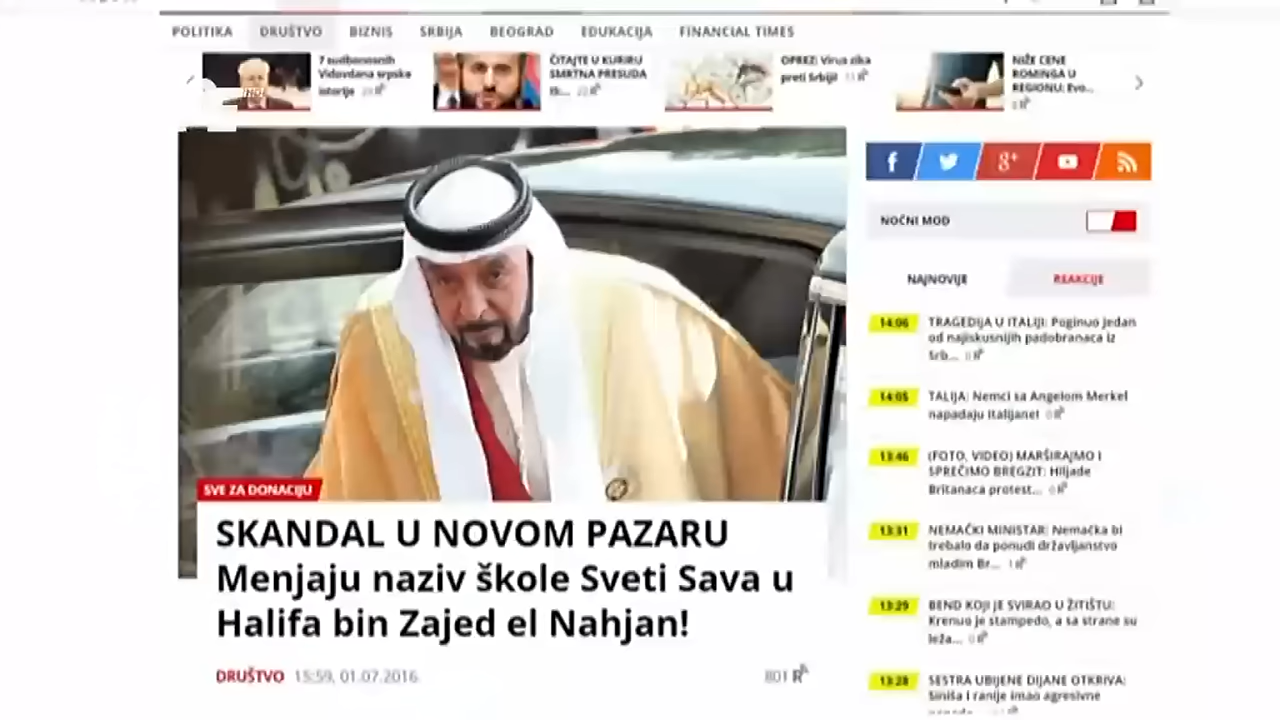 POLITIKA DRUŠTVO BIZNIS SRBIJA BEOGRAD EDUKACIJA FINANCIAL TIMES
7 sudbonosnih
Vidovdana srpske
istorije
ČITAJTE U KURIRU
SMRTNA PRESUDA
OPREZ! Virus zika
preti Srbiji!
NIŽE CENE
ROMINGA U
REGIONU: Evo...
NOĆNI MOD
NAJNOVIJE REAKCIJE
14:06 TRAGEDIJA U ITALIJI: Poginuo jedan
od najiskusnijih padobranaca iz
Srb...
14:05 TALIJA: Nemci sa Angelom Merkel
napadaju Italijane!
13:46 (FOTO, VIDEO) MARŠIRAJMO I
SPREČIMO BREGZIT: Hiljade
Britanaca protest...
13:31 NEMAČKI MINISTAR: Nemačka bi
trebalo da ponudi državljanstvo
mladim Br...
13:29 BEND KOJI JE SVIRAO U ŽITIŠTU:
Krenuo je stampedo, a sa strane su
leža...
13:28 SESTRA UBIJENE DIJANE OTKRIVA:
Siniša i ranije imao agresivne
SVE ZA DONACIJU
SKANDAL U NOVOM PAZARU
Menjaju naziv škole Sveti Sava u
Halifa bin Zajed el Nahjan!
DRUŠTVO 15:59, 01.07.2016. 801